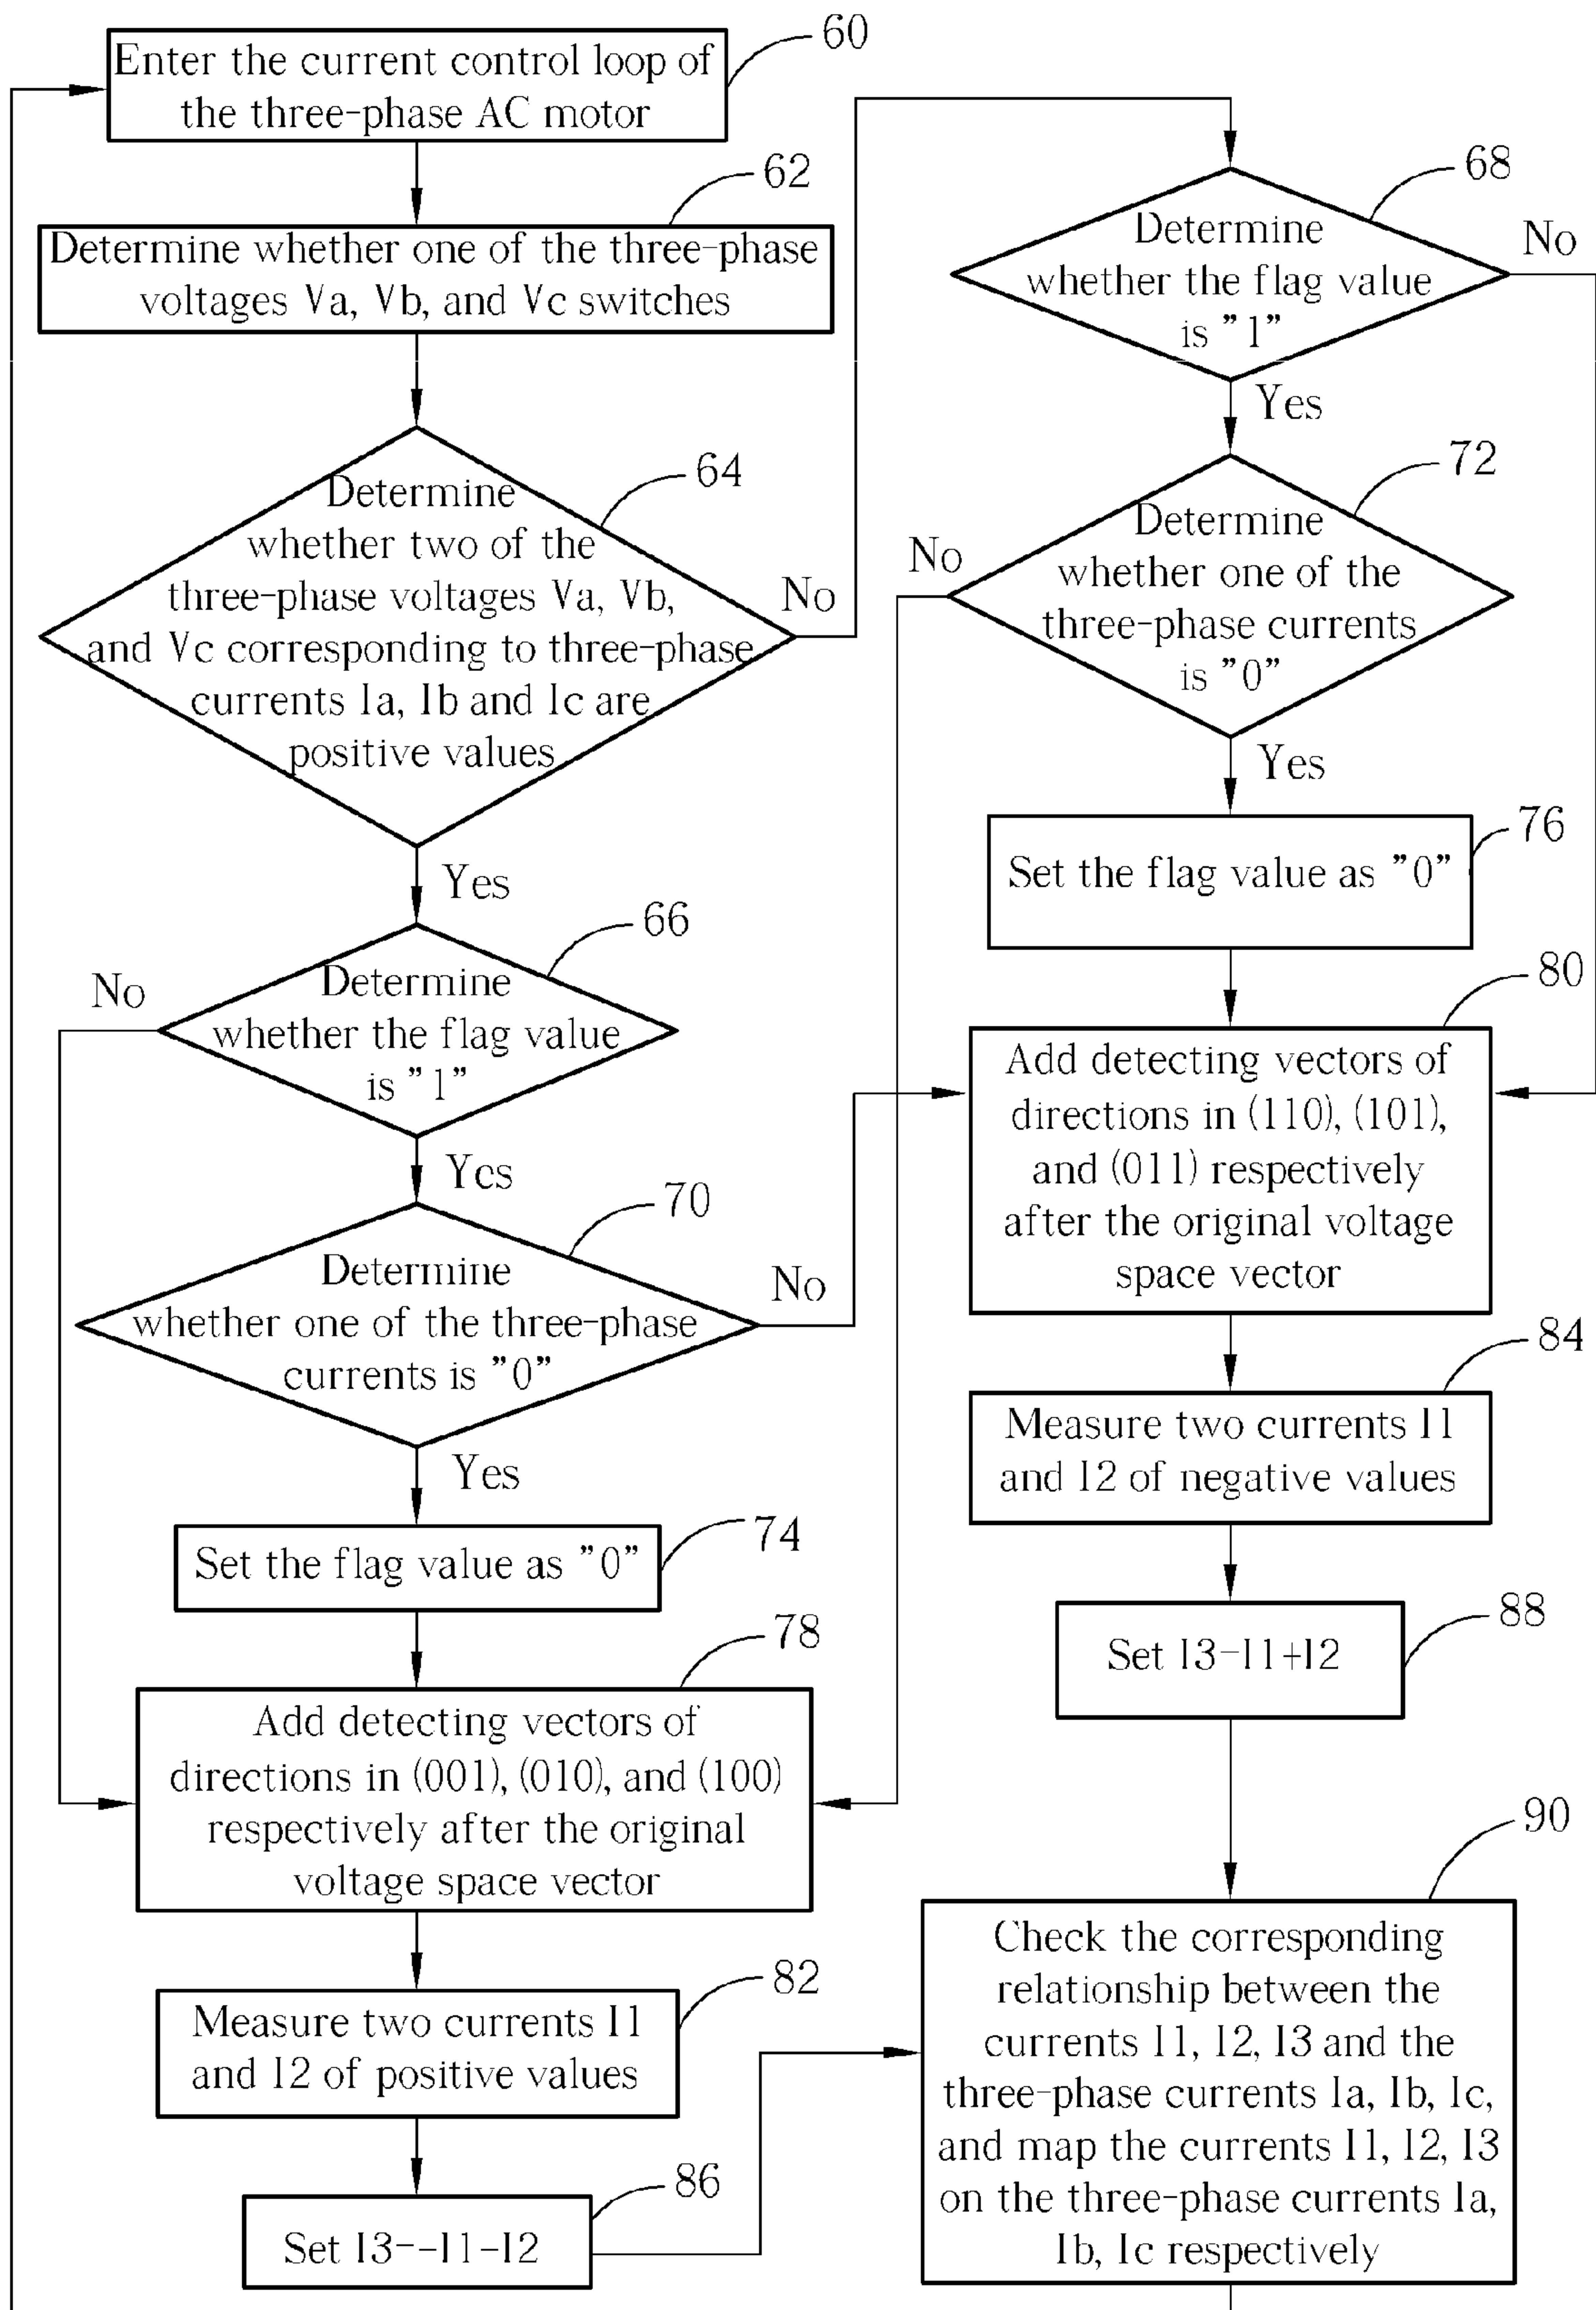 60
Enter the current control loop of
the three-phase AC motor
62
Determine whether one of the three-phase
voltages Va, Vb, and Vc switches
64
Determine
whether two of the
three-phase voltages Va, Vb,
and Vc corresponding to three-phase
currents Ia, Ib and Ic are
positive values
No
Yes
66
Determine
whether the flag value
is "1"
No
Yes
70
Determine
whether one of the three-phase
currents is "0"
No
Yes
74
Set the flag value as "0"
78
Add detecting vectors of
directions in (001), (010), and (100)
respectively after the original
voltage space vector
82
Measure two currents I1
and I2 of positive values
86
Set I3--I1-I2
68
Determine
whether the flag value
is "1"
No
Yes
72
Determine
whether one of the
three-phase currents
is "0"
No
Yes
76
Set the flag value as "0"
80
Add detecting vectors of
directions in (110), (101),
and (011) respectively
after the original voltage
space vector
84
Measure two currents I1
and I2 of negative values
88
Set I3-I1+I2
90
Check the corresponding
relationship between the
currents I1, I2, I3 and the
three-phase currents Ia, Ib, Ic,
and map the currents I1, I2, I3
on the three-phase currents Ia,
Ib, Ic respectively